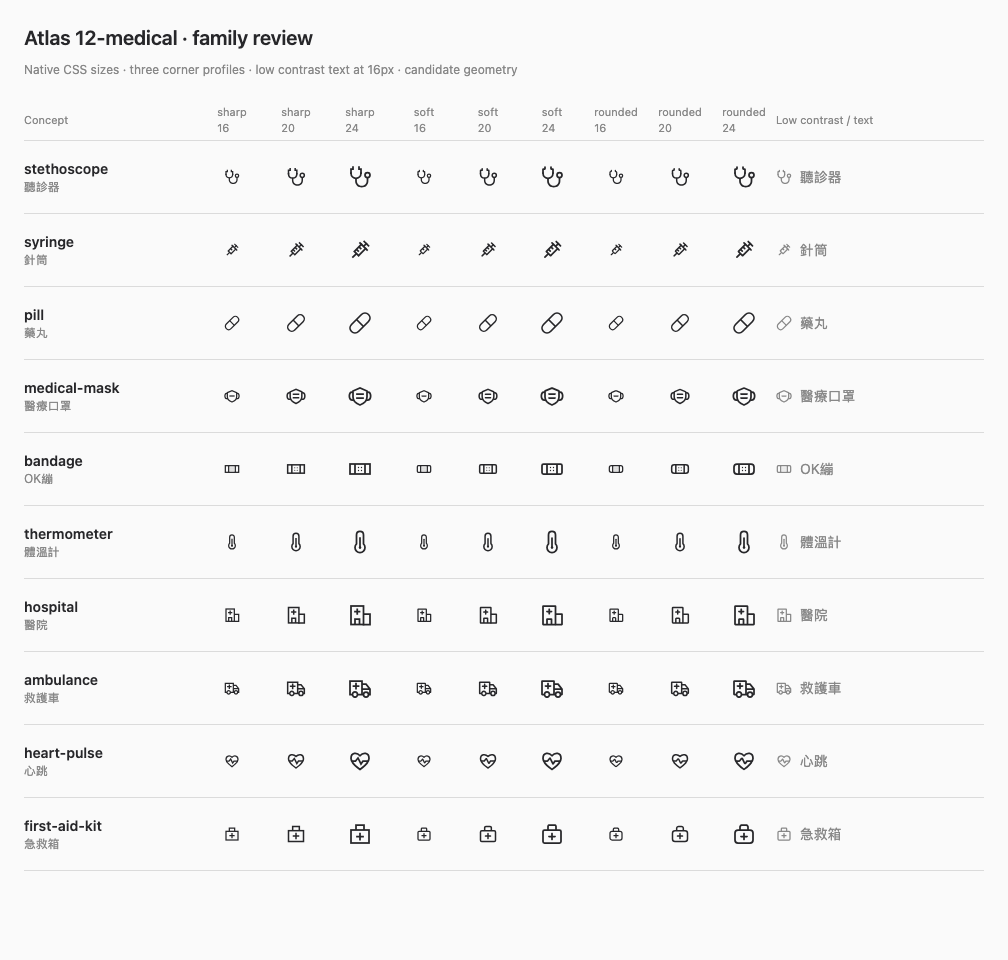 Atlas 12-medical · family review
Native CSS sizes · three corner profiles · low contrast text at 16px · candidate geometry
Concept sharp 16 sharp 20 sharp 24 soft 16 soft 20 soft 24 rounded 16 rounded 20 rounded 24 Low contrast / text
stethoscope
聽診器
聽診器
syringe
針筒
針筒
pill
藥丸
藥丸
medical-mask
醫療口罩
醫療口罩
bandage
OK繃
OK繃
thermometer
體溫計
體溫計
hospital
醫院
醫院
ambulance
救護車
救護車
heart-pulse
心跳
心跳
first-aid-kit
急救箱
急救箱